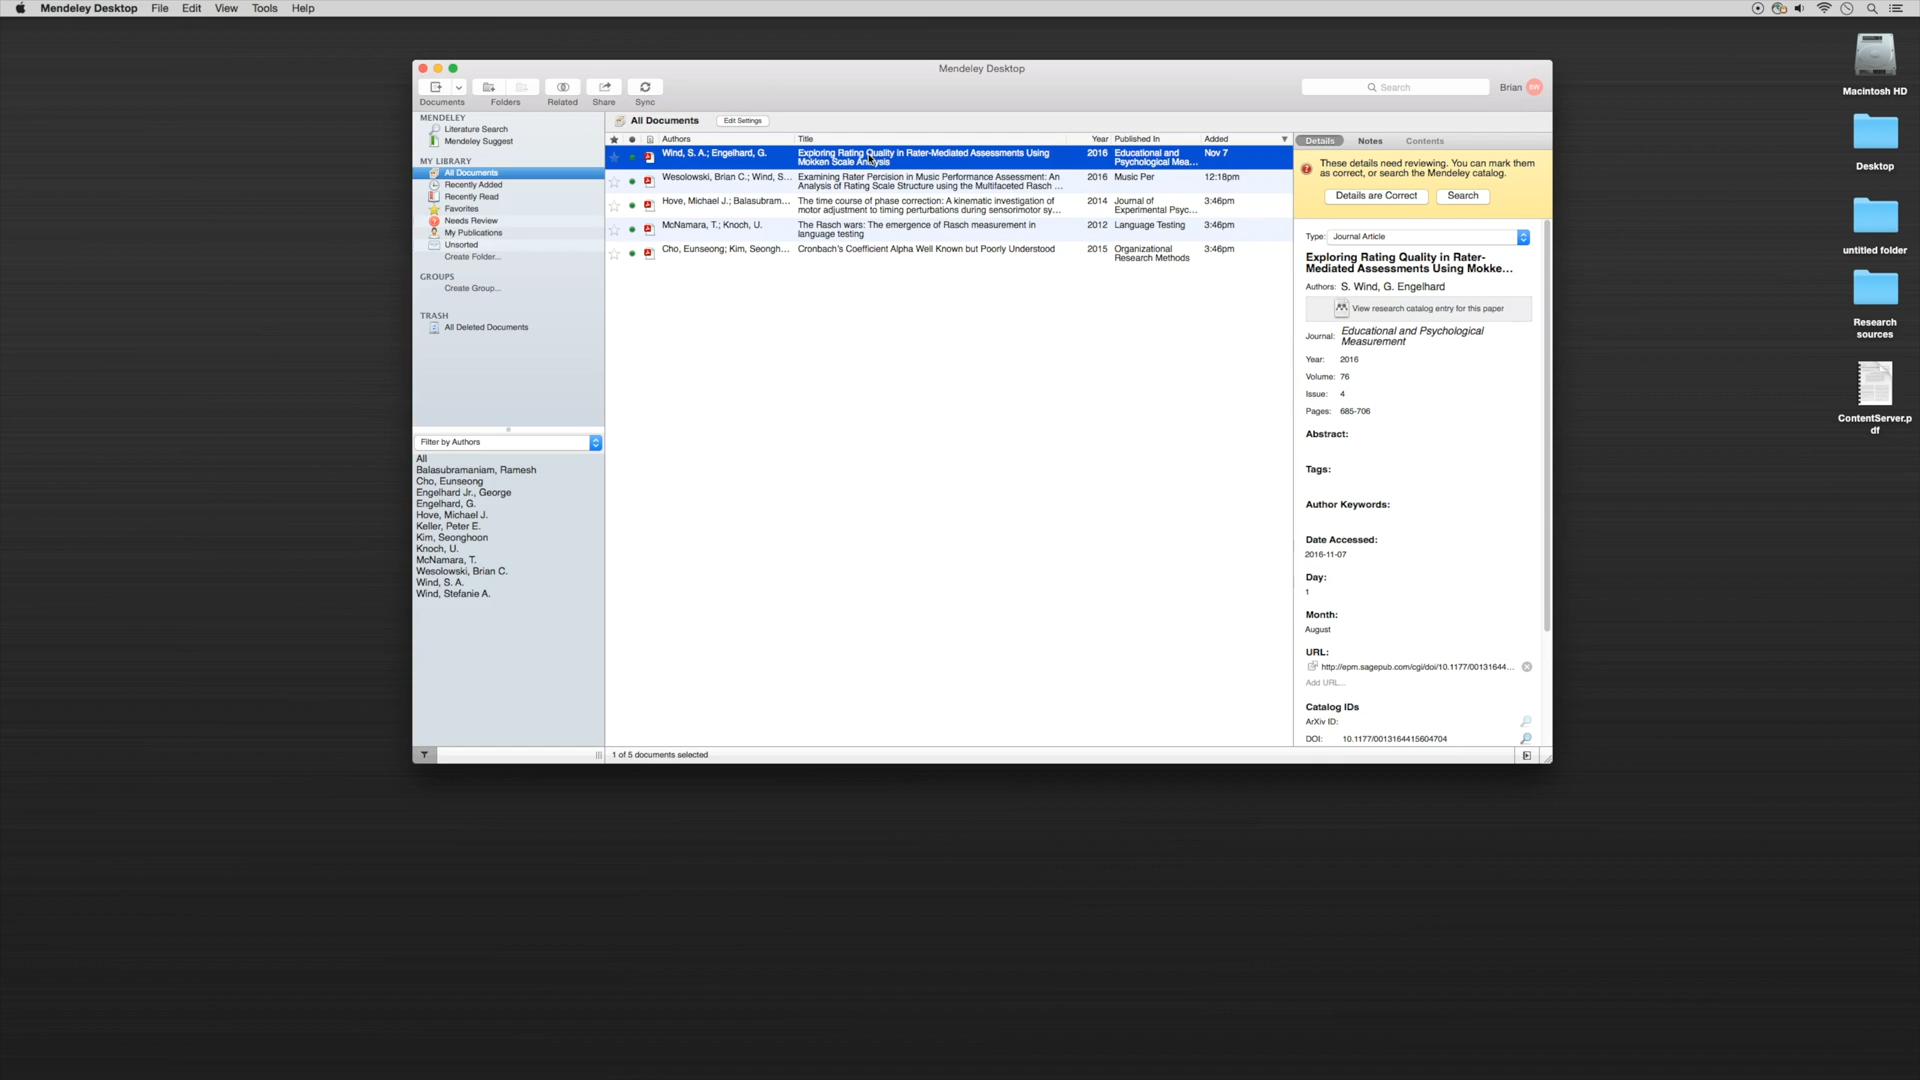 Mendeley Desktop File Edit View Tools Help
Macintosh HD
Desktop
untitled folder
Research
sources
ContentServer.p
df
Mendeley Desktop
Documents Folders Related Share Sync
Search
Brian BW
MENDELEY
Literature Search
Mendeley Suggest
MY LIBRARY
All Documents
Recently Added
Recently Read
Favorites
Needs Review
My Publications
Unsorted
Create Folder...
GROUPS
Create Group...
TRASH
All Deleted Documents
Filter by Authors
All
Balasubramaniam, Ramesh
Cho, Eunseong
Engelhard Jr., George
Engelhard, G.
Hove, Michael J.
Keller, Peter E.
Kim, Seonghoon
Knoch, U.
McNamara, T.
Wesolowski, Brian C.
Wind, S. A.
Wind, Stefanie A.
All Documents Edit Settings
Authors Title Year Published In Added
Wind, S. A.; Engelhard, G. Exploring Rating Quality in Rater-Mediated Assessments Using 2016 Educational and Nov 7
Mokken Scale Analysis Psychological Mea...
Wesolowski, Brian C.; Wind, S... Examining Rater Percision in Music Performance Assessment: An 2016 Music Per 12:18pm
Analysis of Rating Scale Structure using the Multifaceted Rasch ...
Hove, Michael J.; Balasubram... The time course of phase correction: A kinematic investigation of 2014 Journal of 3:46pm
motor adjustment to timing perturbations during sensorimotor sy... Experimental Psyc...
McNamara, T.; Knoch, U. The Rasch wars: The emergence of Rasch measurement in 2012 Language Testing 3:46pm
language testing
Cho, Eunseong; Kim, Seongh... Cronbach's Coefficient Alpha Well Known but Poorly Understood 2015 Organizational 3:46pm
Research Methods
1 of 5 documents selected
Details Notes Contents
These details need reviewing. You can mark them
as correct, or search the Mendeley catalog.
Details are Correct Search
Type: Journal Article
Exploring Rating Quality in Rater-
Mediated Assessments Using Mokke...
Authors: S. Wind, G. Engelhard
View research catalog entry for this paper
Journal: Educational and Psychological
Measurement
Year: 2016
Volume: 76
Issue: 4
Pages: 685-706
Abstract:
Tags:
Author Keywords:
Date Accessed:
2016-11-07
Day:
1
Month:
August
URL:
http://epm.sagepub.com/cgi/doi/10.1177/00131644...
Add URL...
Catalog IDs
ArXiv ID:
DOI: 10.1177/0013164415604704